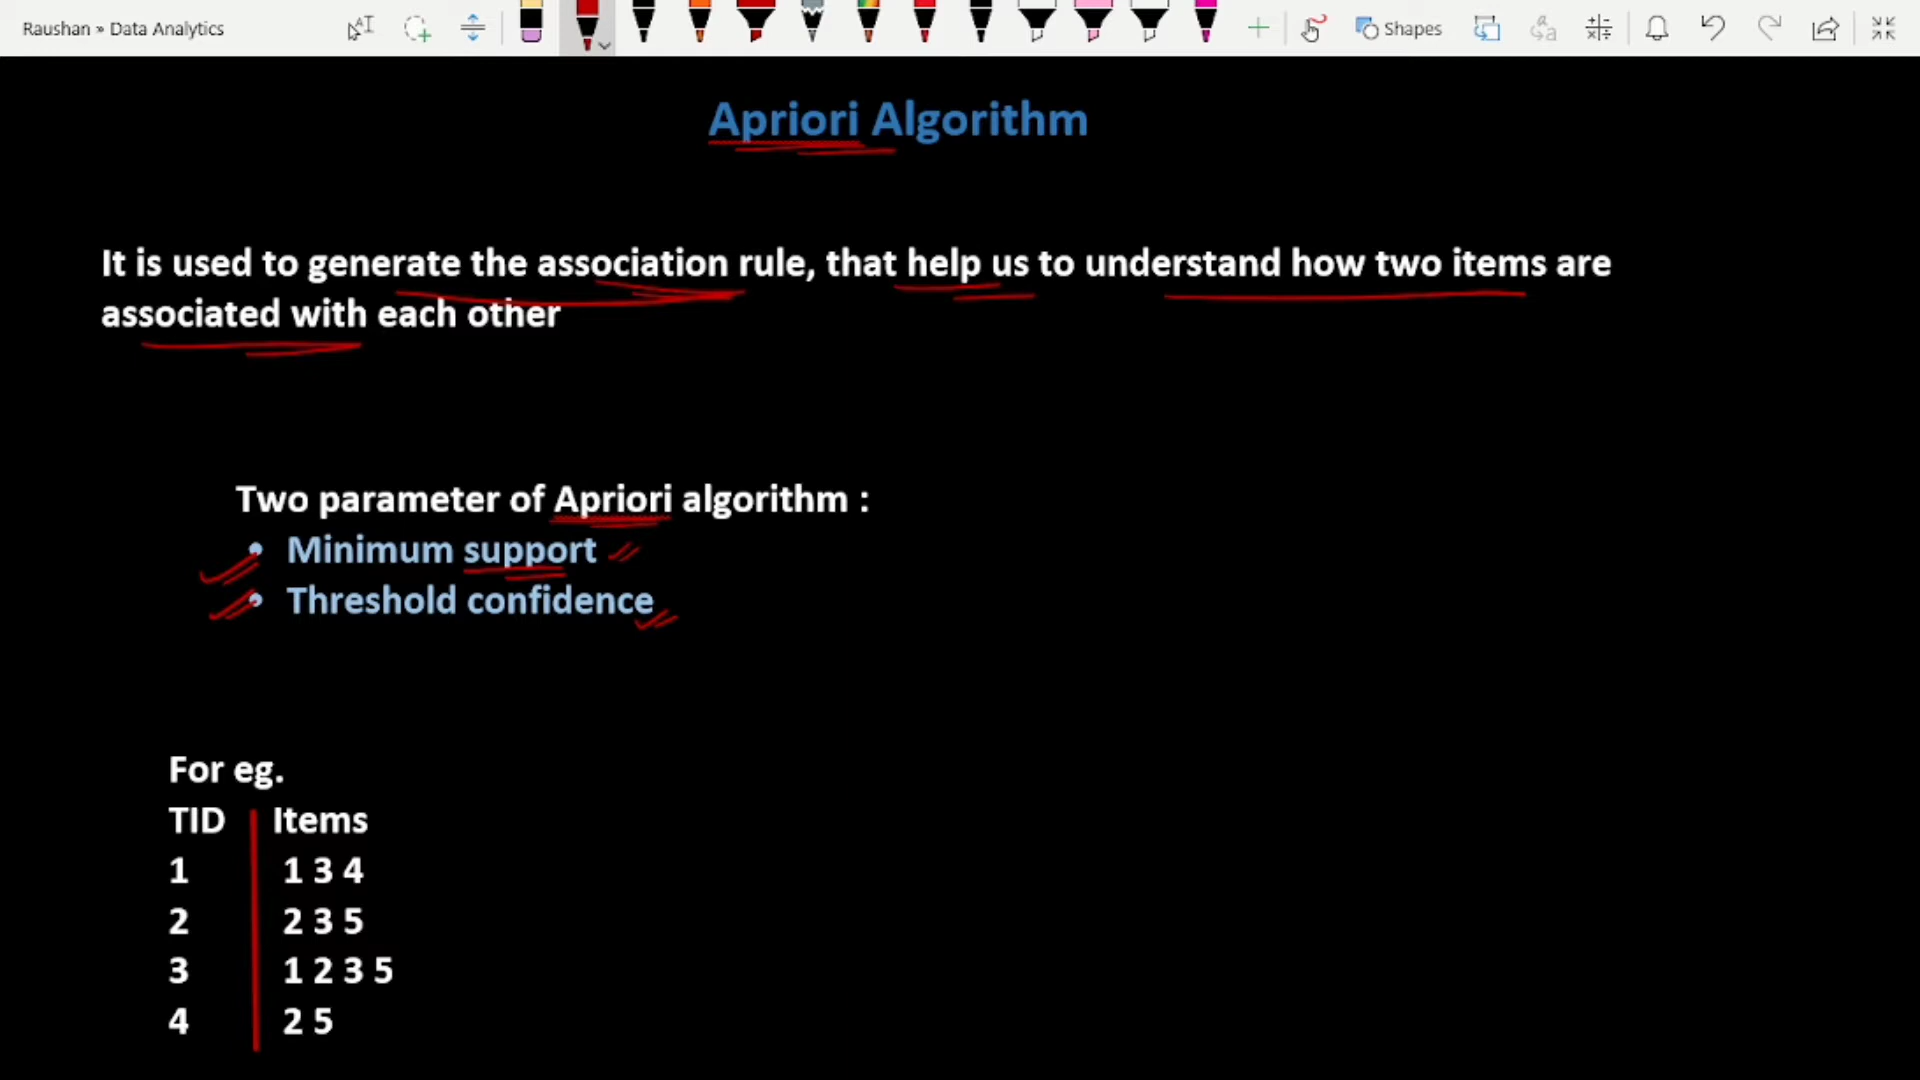 Raushan » Data Analytics
Shapes
Apriori Algorithm
It is used to generate the association rule, that help us to understand how two items are
associated with each other
Two parameter of Apriori algorithm :
• Minimum support
• Threshold confidence
For eg.
TID Items
1 1 3 4
2 2 3 5
3 1 2 3 5
4 2 5